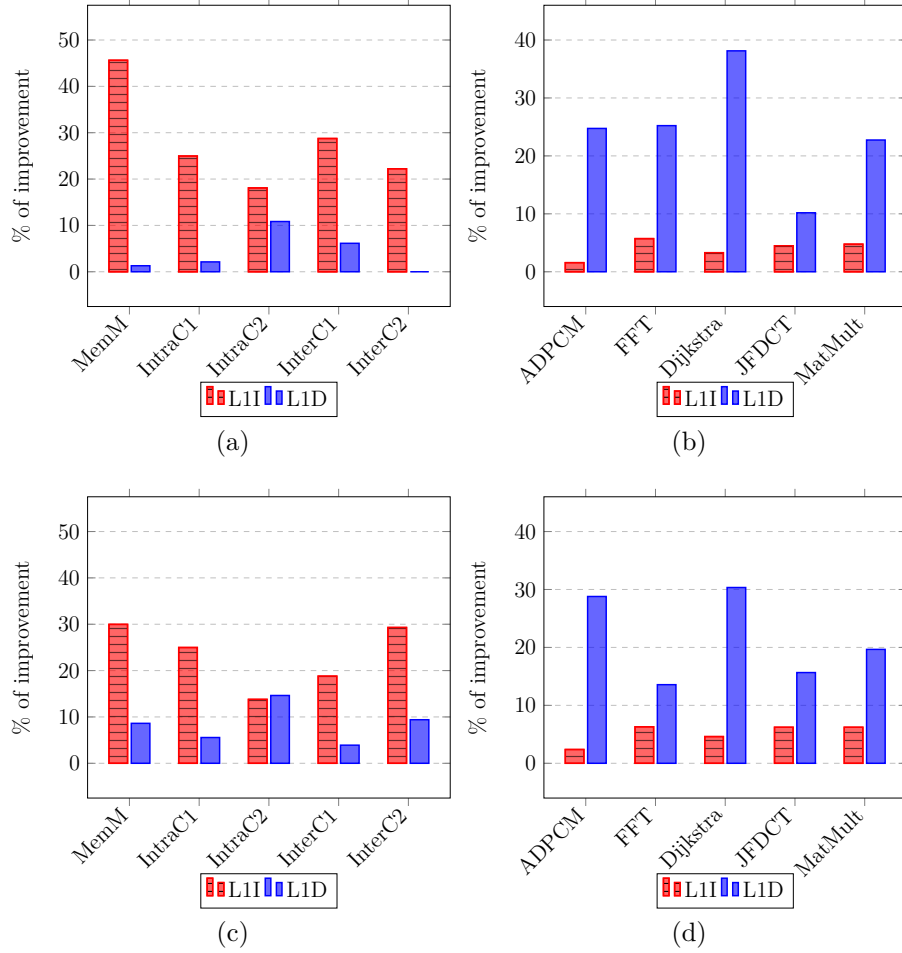 % of improvement
50
40
30
20
10
0
MemM
IntraC1
IntraC2
InterC1
InterC2
L1I L1D
(a)
% of improvement
40
30
20
10
0
ADPCM
FFT
Dijkstra
JFDCT
MatMult
L1I L1D
(b)
% of improvement
50
40
30
20
10
0
MemM
IntraC1
IntraC2
InterC1
InterC2
L1I L1D
(c)
% of improvement
40
30
20
10
0
ADPCM
FFT
Dijkstra
JFDCT
MatMult
L1I L1D
(d)